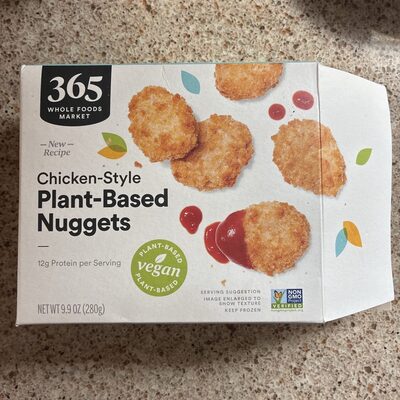 365
WHOLE FOODS
MARKET
—New—
Recipe
Chicken-Style
Plant-Based
Nuggets
12g Protein per Serving
PLANT-BASED
vegan
PLANT-BASED
SERVING SUGGESTION
IMAGE ENLARGED TO
SHOW TEXTURE
KEEP FROZEN
NON
GMO
Project
VERIFIED
NET WT 9.9 OZ (280g)